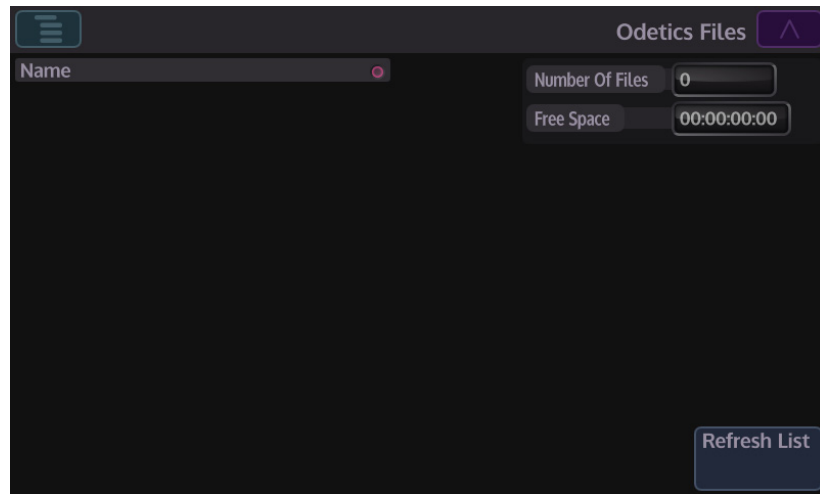 Odetics Files
Name
Number Of Files 0
Free Space 00:00:00:00
Refresh List